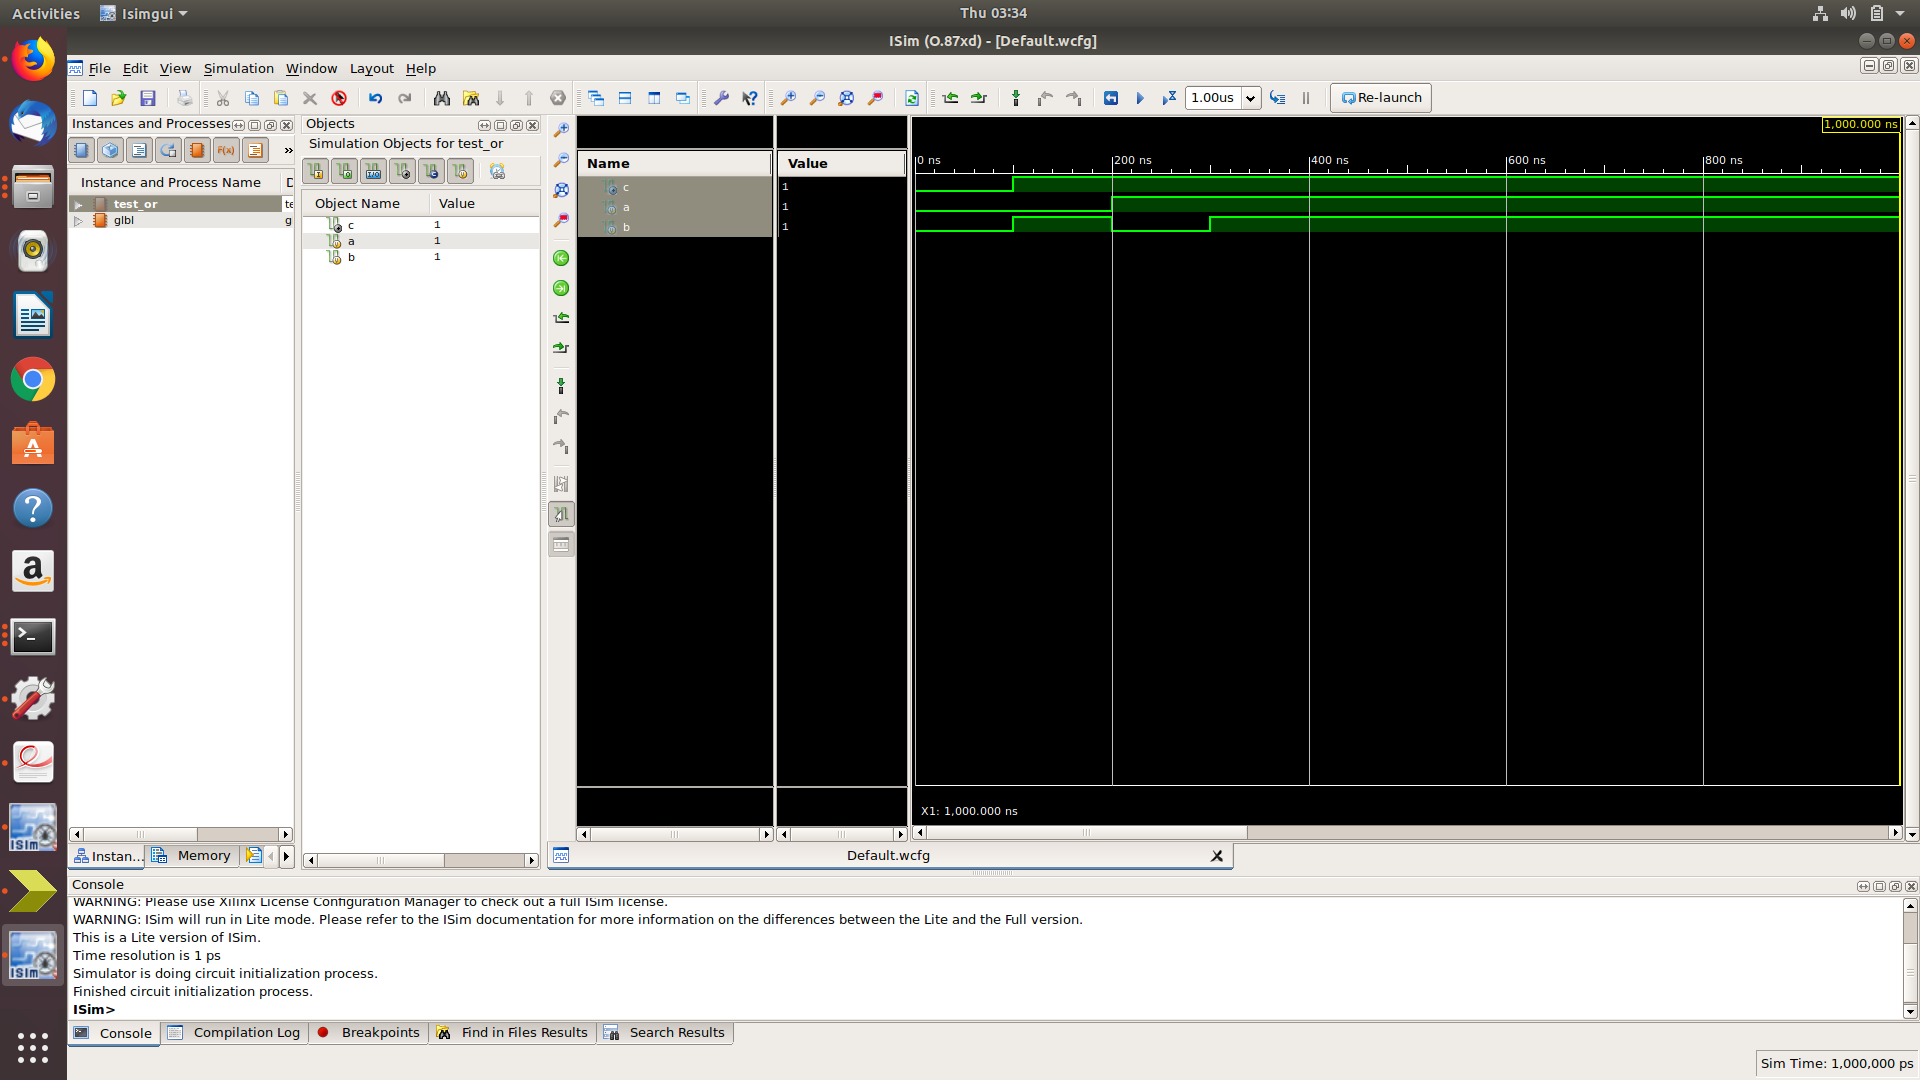 Activities Isimgui Thu 03:34
ISim (O.87xd) - [Default.wcfg]
File Edit View Simulation Window Layout Help
1.00us Re-launch
Instances and Processes
Instance and Process Name D
test_or te
glbl g
Instan... Memory
Objects
Simulation Objects for test_or
Object Name Value
c 1
a 1
b 1
Name Value
c 1
a 1
b 1
1,000.000 ns
0 ns 200 ns 400 ns 600 ns 800 ns
X1: 1,000.000 ns
Default.wcfg
Console
WARNING: Please use Xilinx License Configuration Manager to check out a full ISim license.
WARNING: ISim will run in Lite mode. Please refer to the ISim documentation for more information on the differences between the Lite and the Full version.
This is a Lite version of ISim.
Time resolution is 1 ps
Simulator is doing circuit initialization process.
Finished circuit initialization process.
ISim>
Console Compilation Log Breakpoints Find in Files Results Search Results
Sim Time: 1,000,000 ps